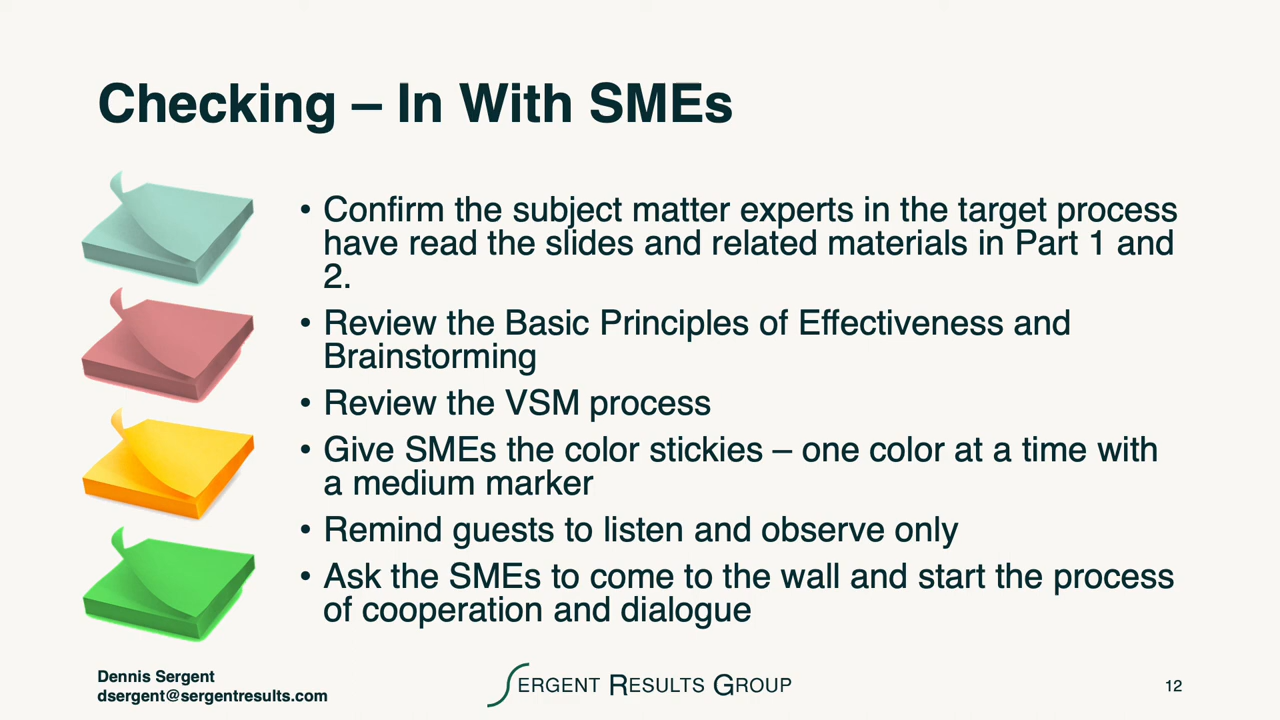 Checking – In With SMEs
• Confirm the subject matter experts in the target process
have read the slides and related materials in Part 1 and
2.
• Review the Basic Principles of Effectiveness and
Brainstorming
• Review the VSM process
• Give SMEs the color stickies – one color at a time with
a medium marker
• Remind guests to listen and observe only
• Ask the SMEs to come to the wall and start the process
of cooperation and dialogue
Dennis Sergent
dsergent@sergentresults.com
SERGENT RESULTS GROUP
12